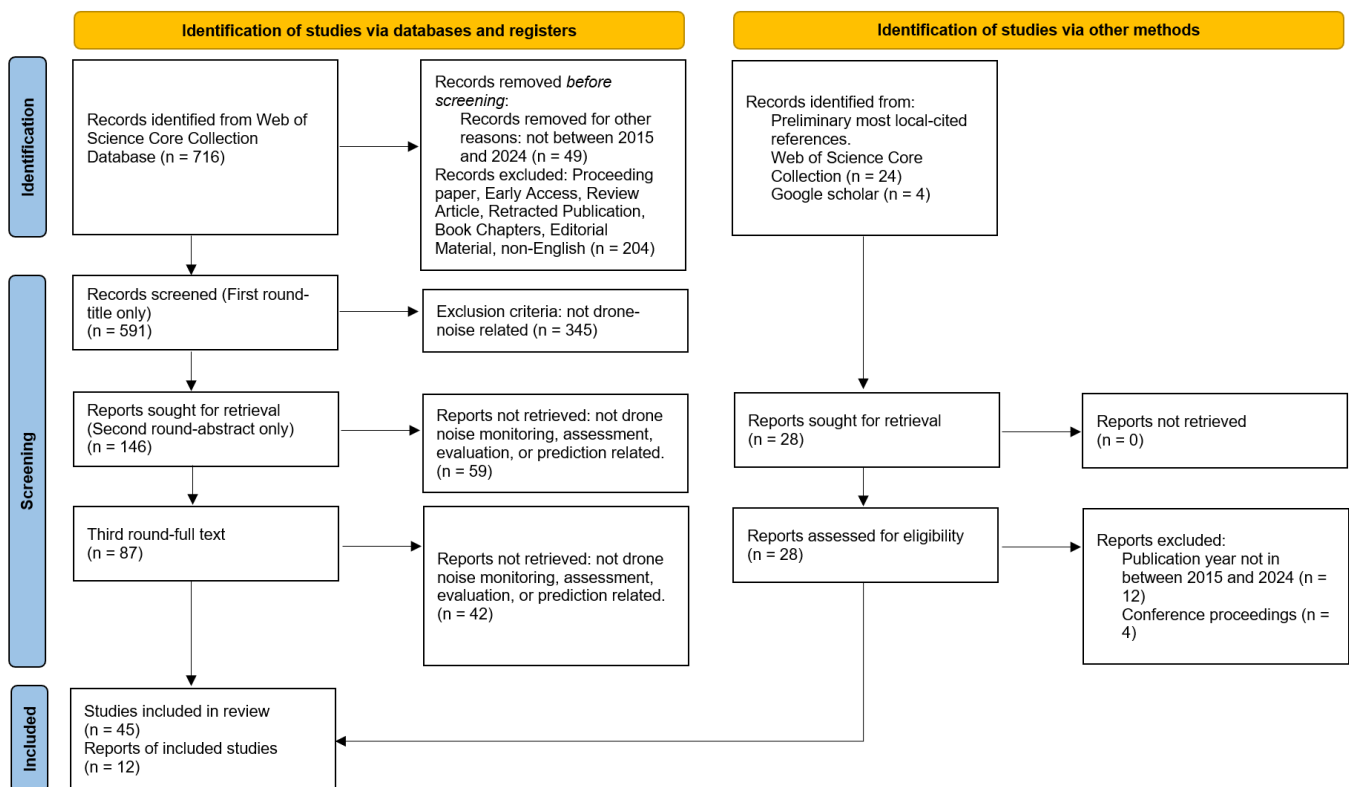 Identification of studies via databases and registers
Identification of studies via other methods
Identification
Records identified from Web of
Science Core Collection
Database (n = 716)
Records removed before
screening:
Records removed for other
reasons: not between 2015
and 2024 (n = 49)
Records excluded: Proceeding
paper, Early Access, Review
Article, Retracted Publication,
Book Chapters, Editorial
Material, non-English (n = 204)
Records identified from:
Preliminary most local-cited
references.
Web of Science Core
Collection (n = 24)
Google scholar (n = 4)
Screening
Records screened (First round-
title only)
(n = 591)
Exclusion criteria: not drone-
noise related (n = 345)
Reports sought for retrieval
(Second round-abstract only)
(n = 146)
Reports not retrieved: not drone
noise monitoring, assessment,
evaluation, or prediction related.
(n = 59)
Reports sought for retrieval
(n = 28)
Reports not retrieved
(n = 0)
Third round-full text
(n = 87)
Reports not retrieved: not drone
noise monitoring, assessment,
evaluation, or prediction related.
(n = 42)
Reports assessed for eligibility
(n = 28)
Reports excluded:
Publication year not in
between 2015 and 2024 (n =
12)
Conference proceedings (n =
4)
Included
Studies included in review
(n = 45)
Reports of included studies
(n = 12)